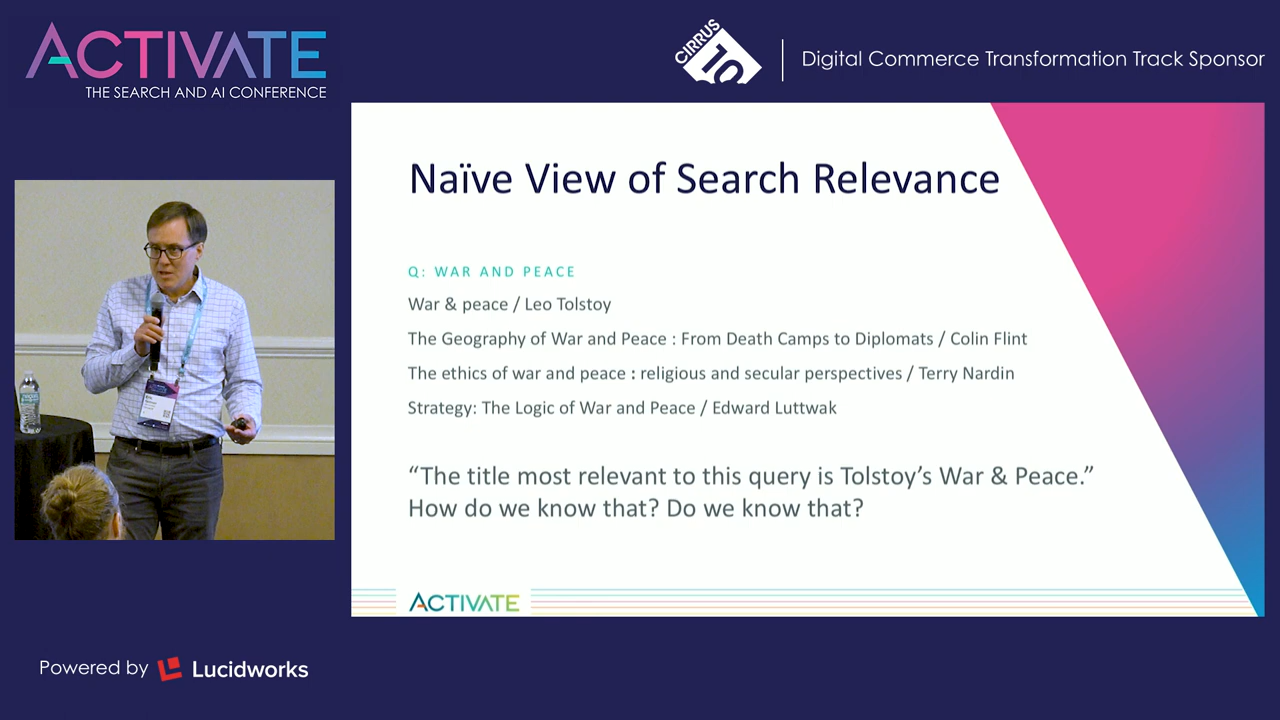 ACTIVATE
THE SEARCH AND AI CONFERENCE
CIRRUS
10
Digital Commerce Transformation Track Sponsor
Naïve View of Search Relevance
Q: WAR AND PEACE
War & peace / Leo Tolstoy
The Geography of War and Peace : From Death Camps to Diplomats / Colin Flint
The ethics of war and peace : religious and secular perspectives / Terry Nardin
Strategy: The Logic of War and Peace / Edward Luttwak
“The title most relevant to this query is Tolstoy’s War & Peace.”
How do we know that? Do we know that?
ACTIVATE
Powered by Lucidworks